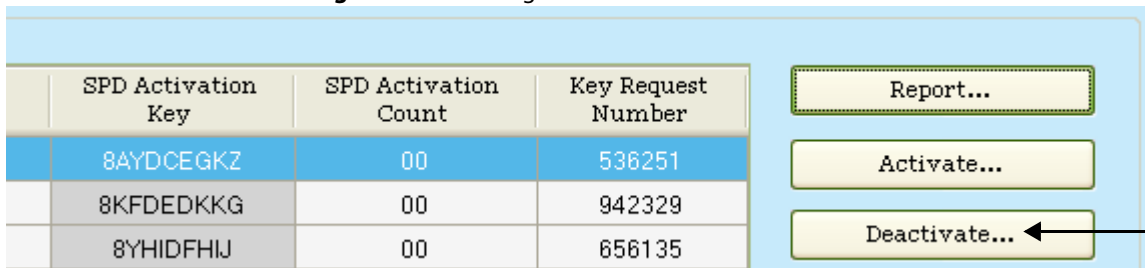 SPD Activation Key
SPD Activation Count
Key Request Number
Report...
8AYDCEGKZ 00 536251
Activate...
8KFDEDKKG 00 942329
8YHIDFHIJ 00 656135
Deactivate...